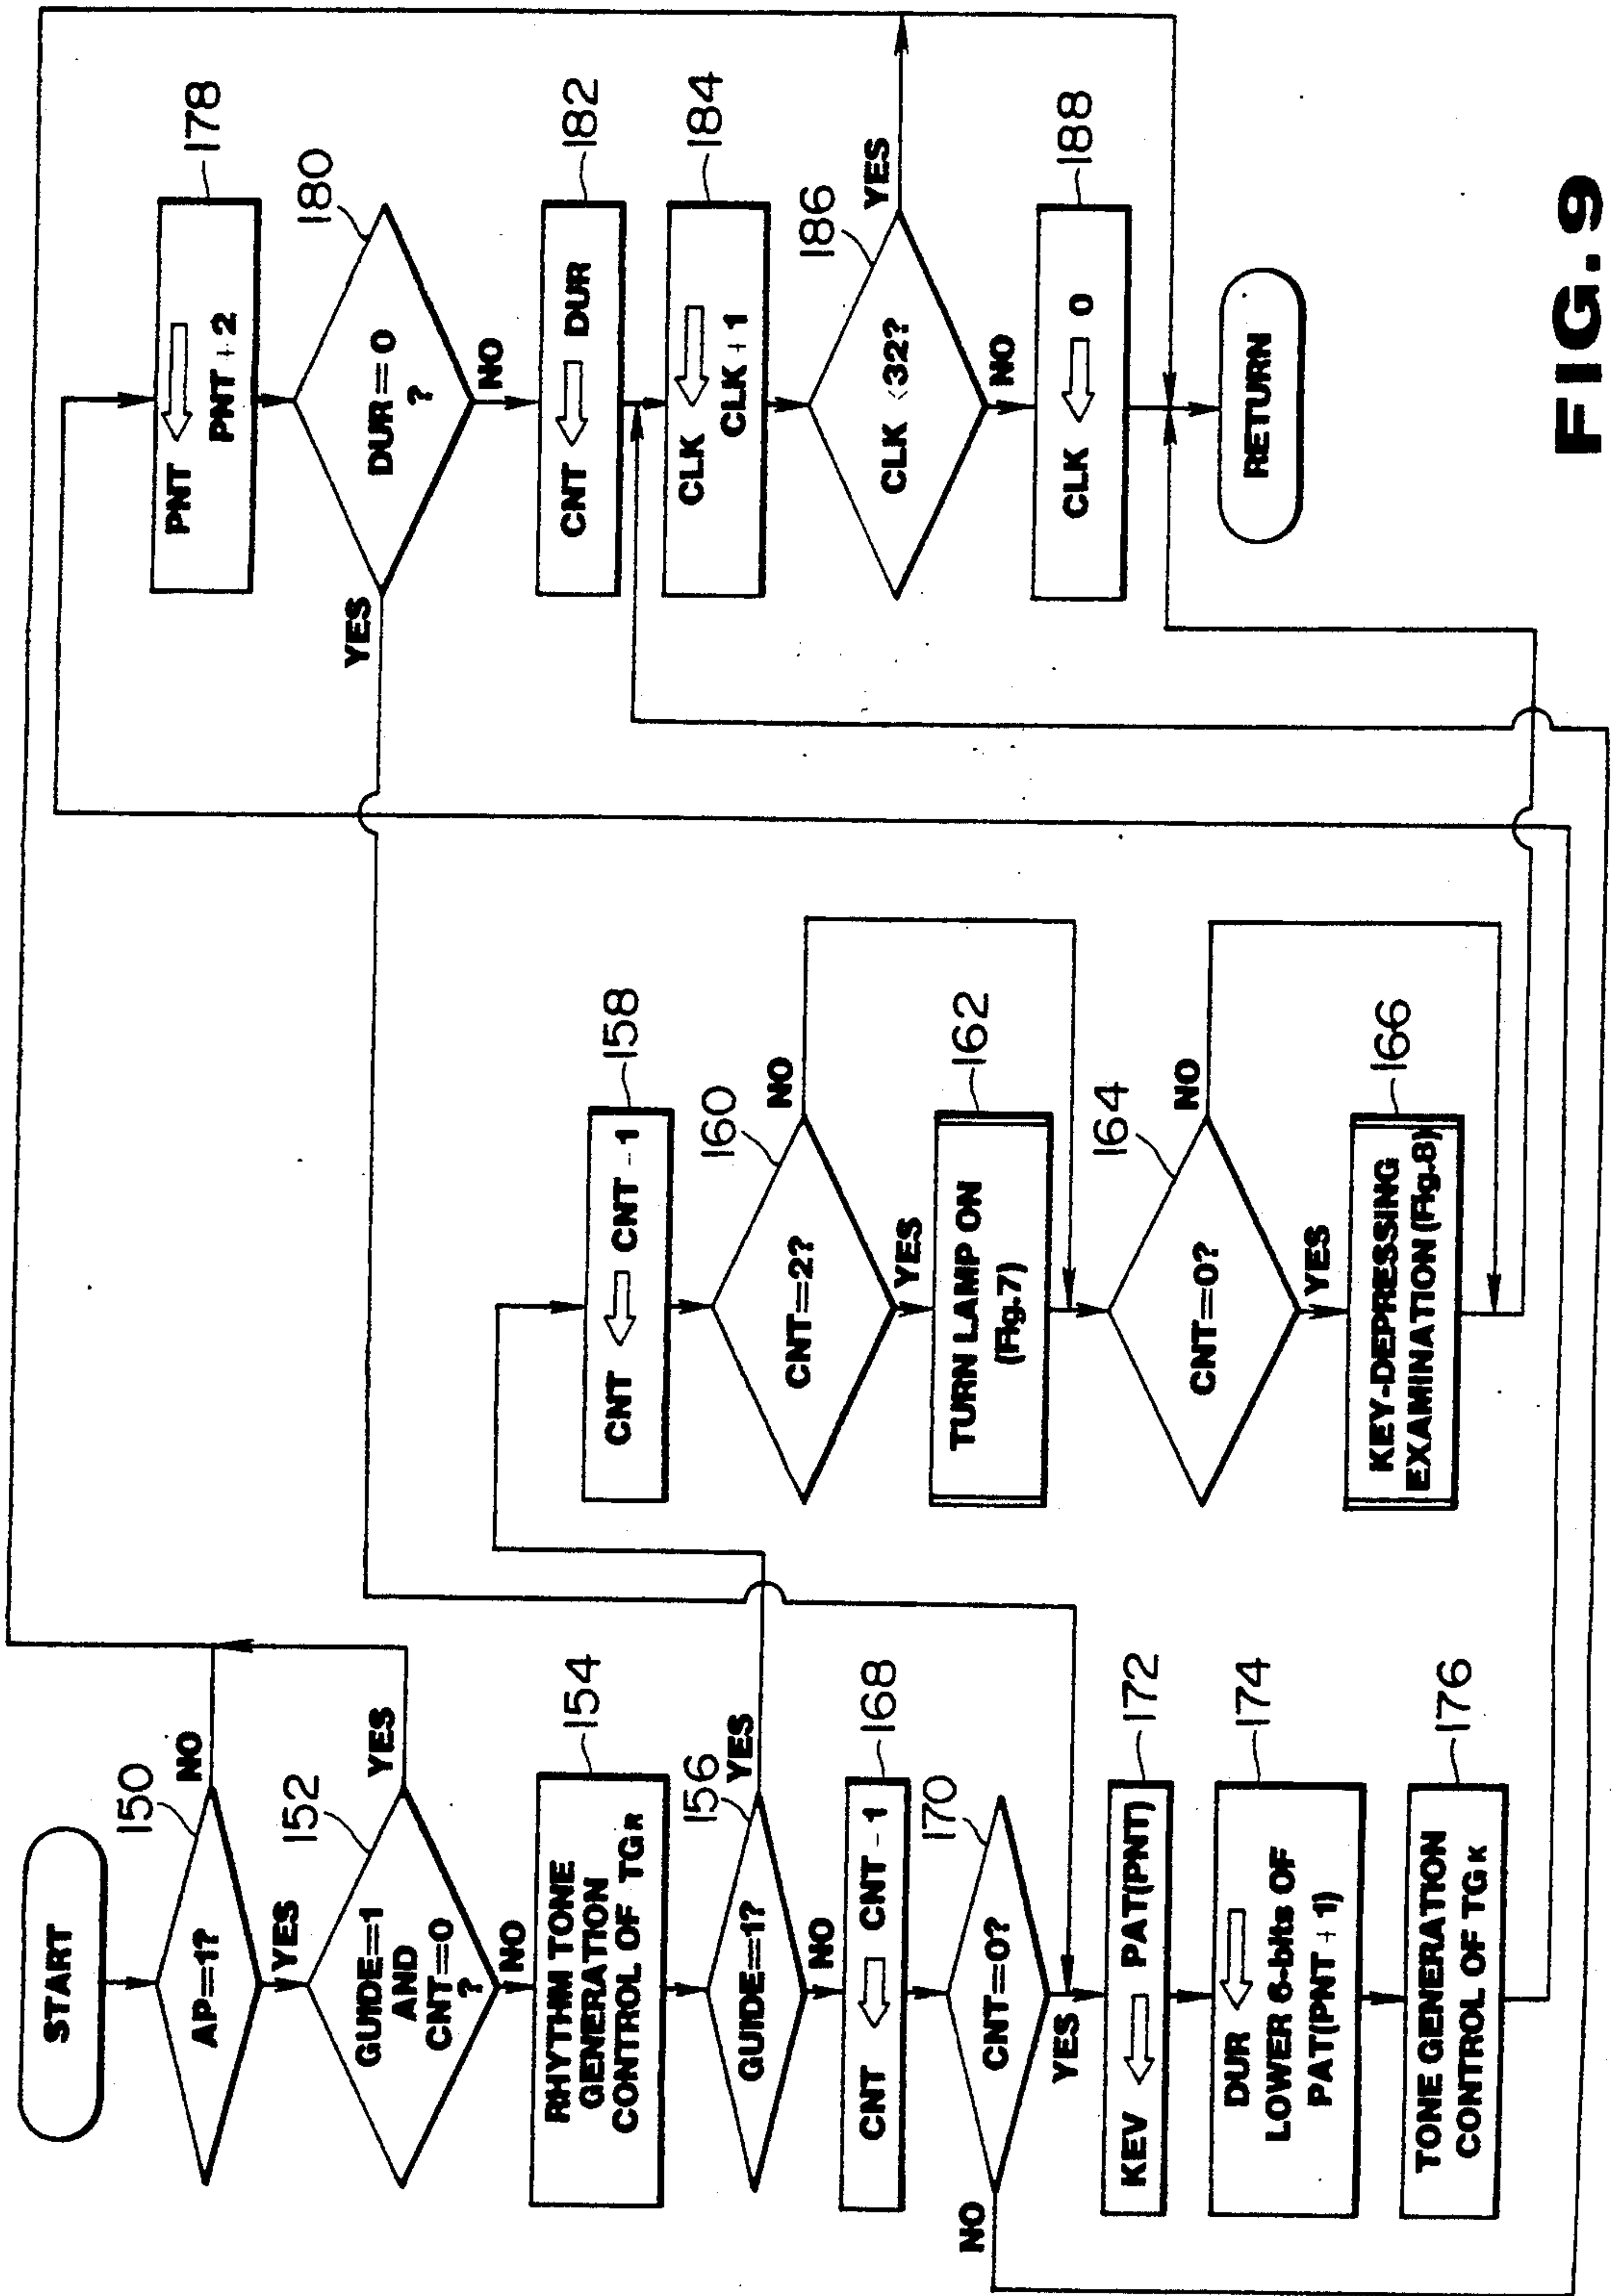 START
150
AP=1?
NO
YES
152
GUIDE=1
AND
CNT=0
?
YES
NO
154
RHYTHM TONE
GENERATION
CONTROL OF TGR
156
GUIDE=1?
YES
NO
168
CNT ⇐ CNT-1
170
CNT=0?
NO
YES
172
KEV ⇐ PAT(PNT)
174
DUR ⇐
LOWER 6-bits OF
PAT(PNT+1)
176
TONE GENERATION
CONTROL OF TGK
158
CNT ⇐ CNT-1
160
CNT=2?
NO
YES
162
TURN LAMP ON
(Fig.7)
164
CNT=0?
NO
YES
166
KEY-DEPRESSING
EXAMINATION (Fig.8)
178
PNT ⇐
PNT+2
180
DUR=0
?
YES
NO
182
CNT ⇐ DUR
184
CLK ⇐
CLK+1
186
CLK<32?
YES
NO
188
CLK ⇐ 0
RETURN
FIG.9